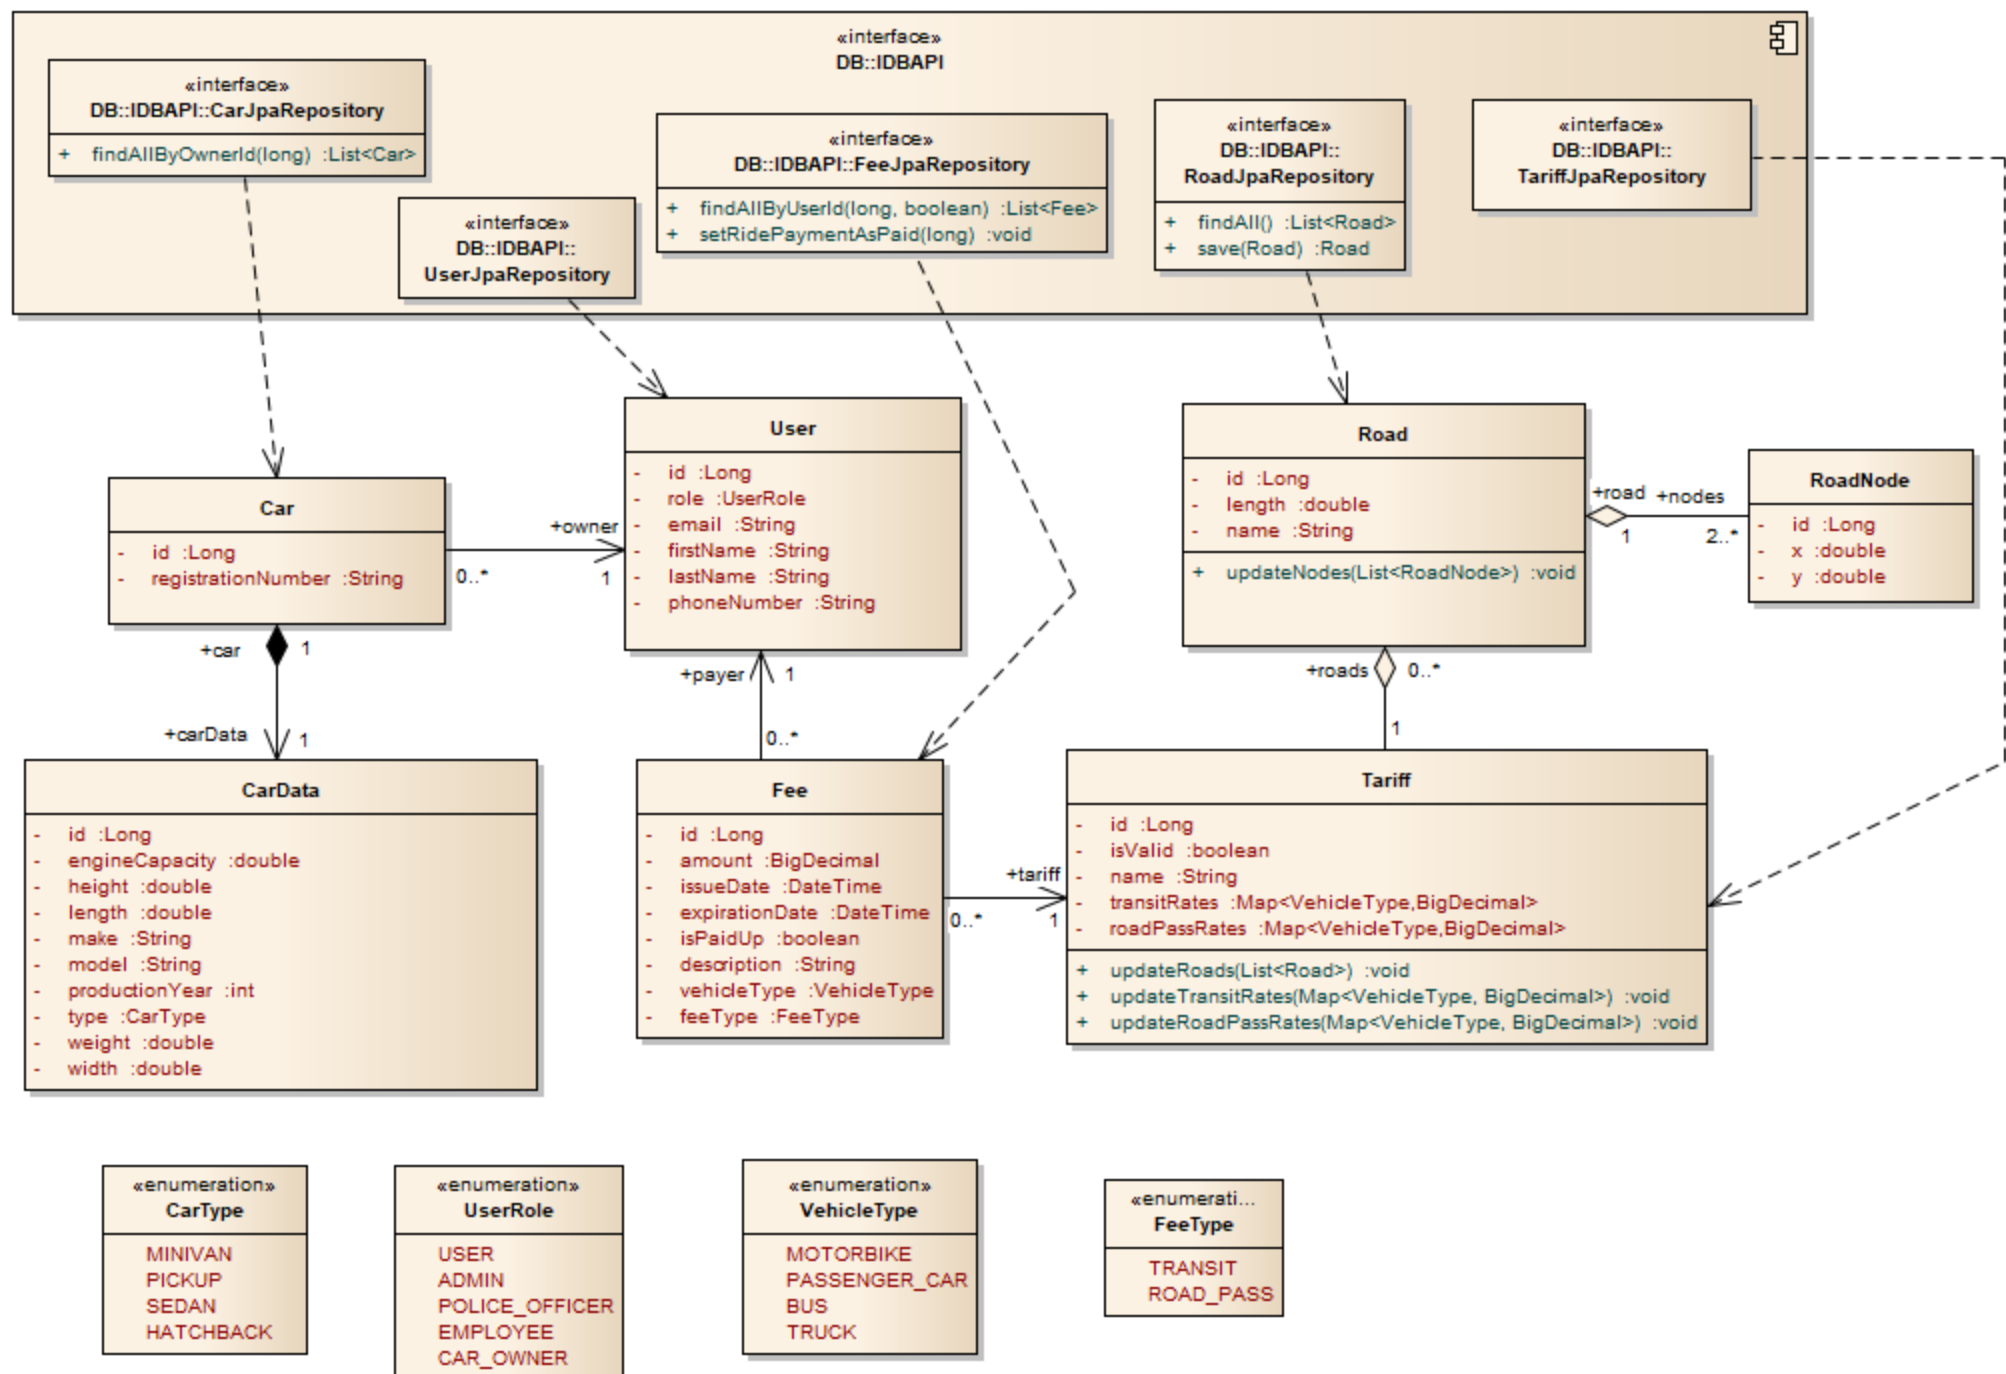 «interface»
DB::IDBAPI
«interface»
DB::IDBAPI::CarJpaRepository
+ findAllByOwnerId(long) :List<Car>
«interface»
DB::IDBAPI::
UserJpaRepository
«interface»
DB::IDBAPI::FeeJpaRepository
+ findAllByUserId(long, boolean) :List<Fee>
+ setRidePaymentAsPaid(long) :void
«interface»
DB::IDBAPI::
RoadJpaRepository
+ findAll() :List<Road>
+ save(Road) :Road
«interface»
DB::IDBAPI::
TariffJpaRepository
Car
- id :Long
- registrationNumber :String
+owner
0..*
1
User
- id :Long
- role :UserRole
- email :String
- firstName :String
- lastName :String
- phoneNumber :String
Road
- id :Long
- length :double
- name :String
+ updateNodes(List<RoadNode>) :void
+road
+nodes
1
2..*
RoadNode
- id :Long
- x :double
- y :double
+car
1
+carData
1
+payer
1
0..*
+roads
0..*
1
CarData
- id :Long
- engineCapacity :double
- height :double
- length :double
- make :String
- model :String
- productionYear :int
- type :CarType
- weight :double
- width :double
Fee
- id :Long
- amount :BigDecimal
- issueDate :DateTime
- expirationDate :DateTime
- isPaidUp :boolean
- description :String
- vehicleType :VehicleType
- feeType :FeeType
+tariff
0..*
1
Tariff
- id :Long
- isValid :boolean
- name :String
- transitRates :Map<VehicleType,BigDecimal>
- roadPassRates :Map<VehicleType,BigDecimal>
+ updateRoads(List<Road>) :void
+ updateTransitRates(Map<VehicleType, BigDecimal>) :void
+ updateRoadPassRates(Map<VehicleType, BigDecimal>) :void
«enumeration»
CarType
MINIVAN
PICKUP
SEDAN
HATCHBACK
«enumeration»
UserRole
USER
ADMIN
POLICE_OFFICER
EMPLOYEE
CAR_OWNER
«enumeration»
VehicleType
MOTORBIKE
PASSENGER_CAR
BUS
TRUCK
«enumerati...
FeeType
TRANSIT
ROAD_PASS